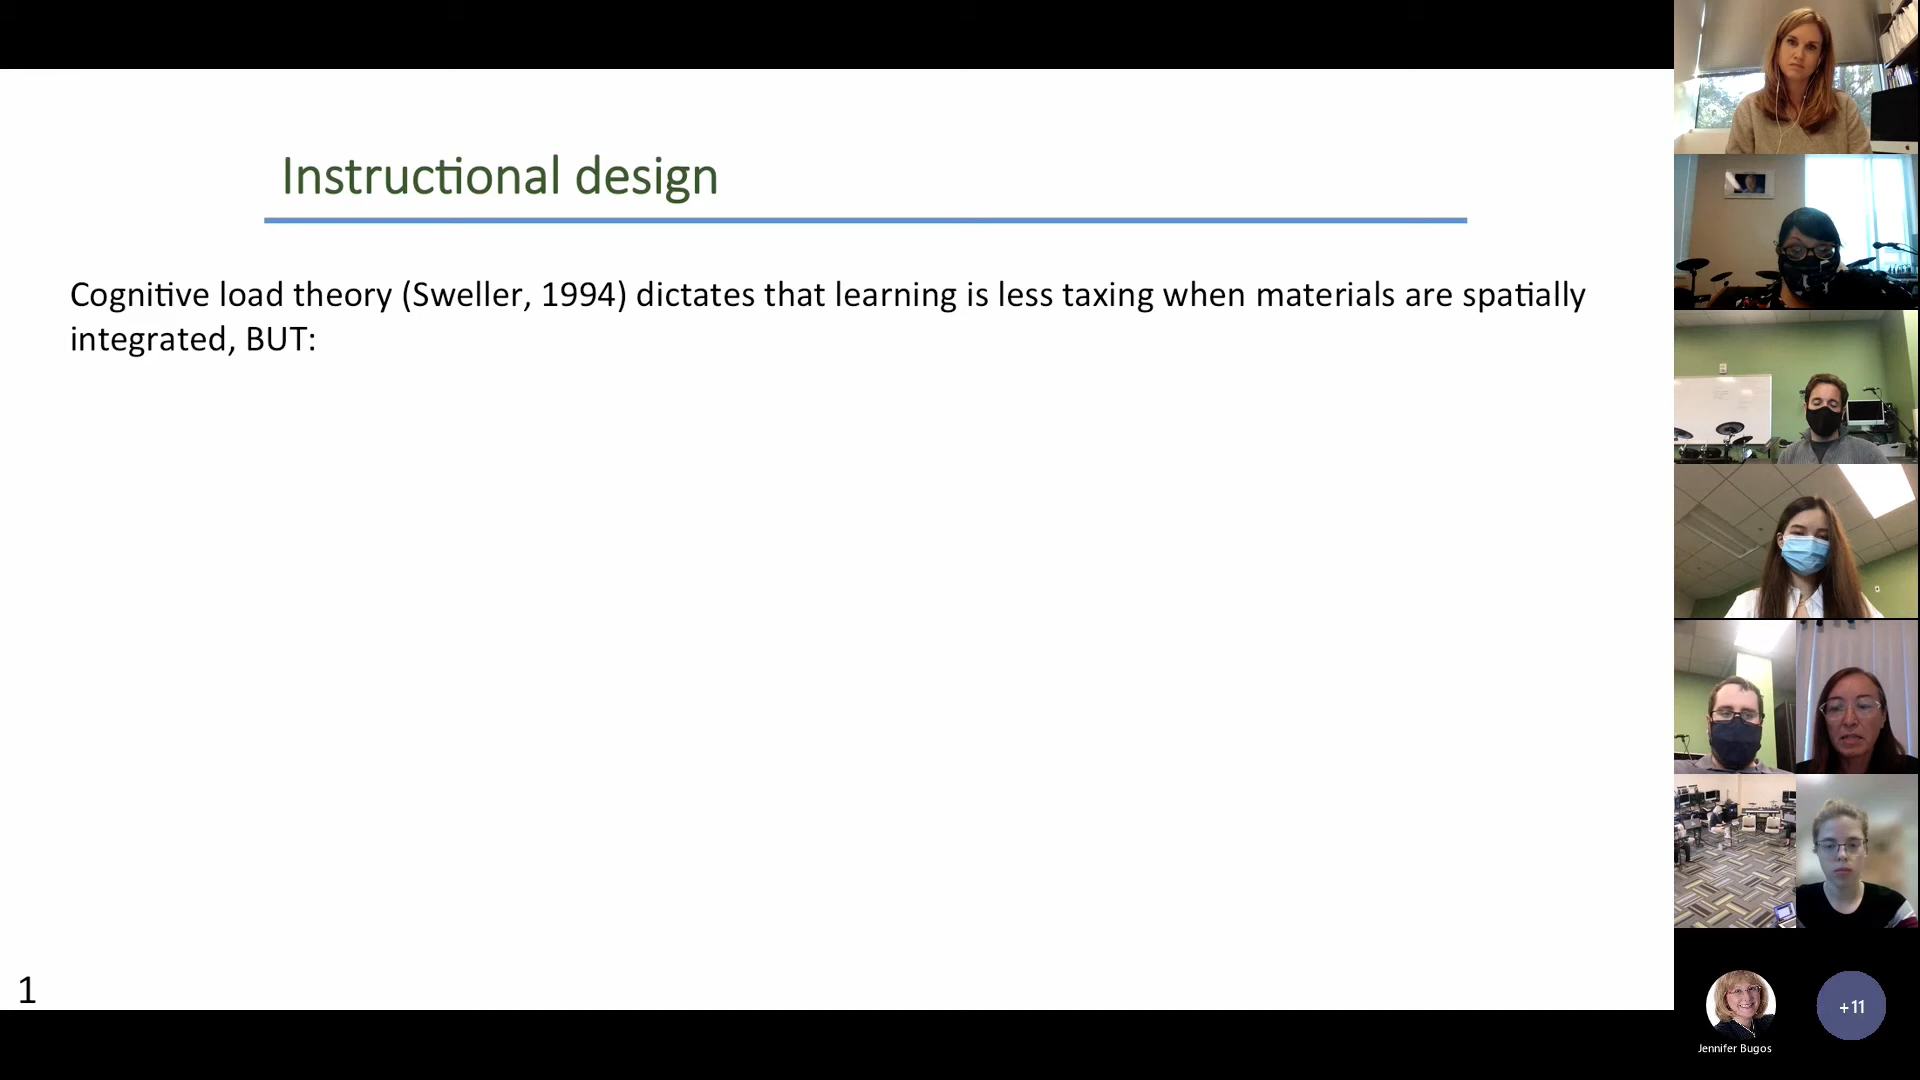 Instructional design
Cognitive load theory (Sweller, 1994) dictates that learning is less taxing when materials are spatially
integrated, BUT:
1
Jennifer Bugos
+11